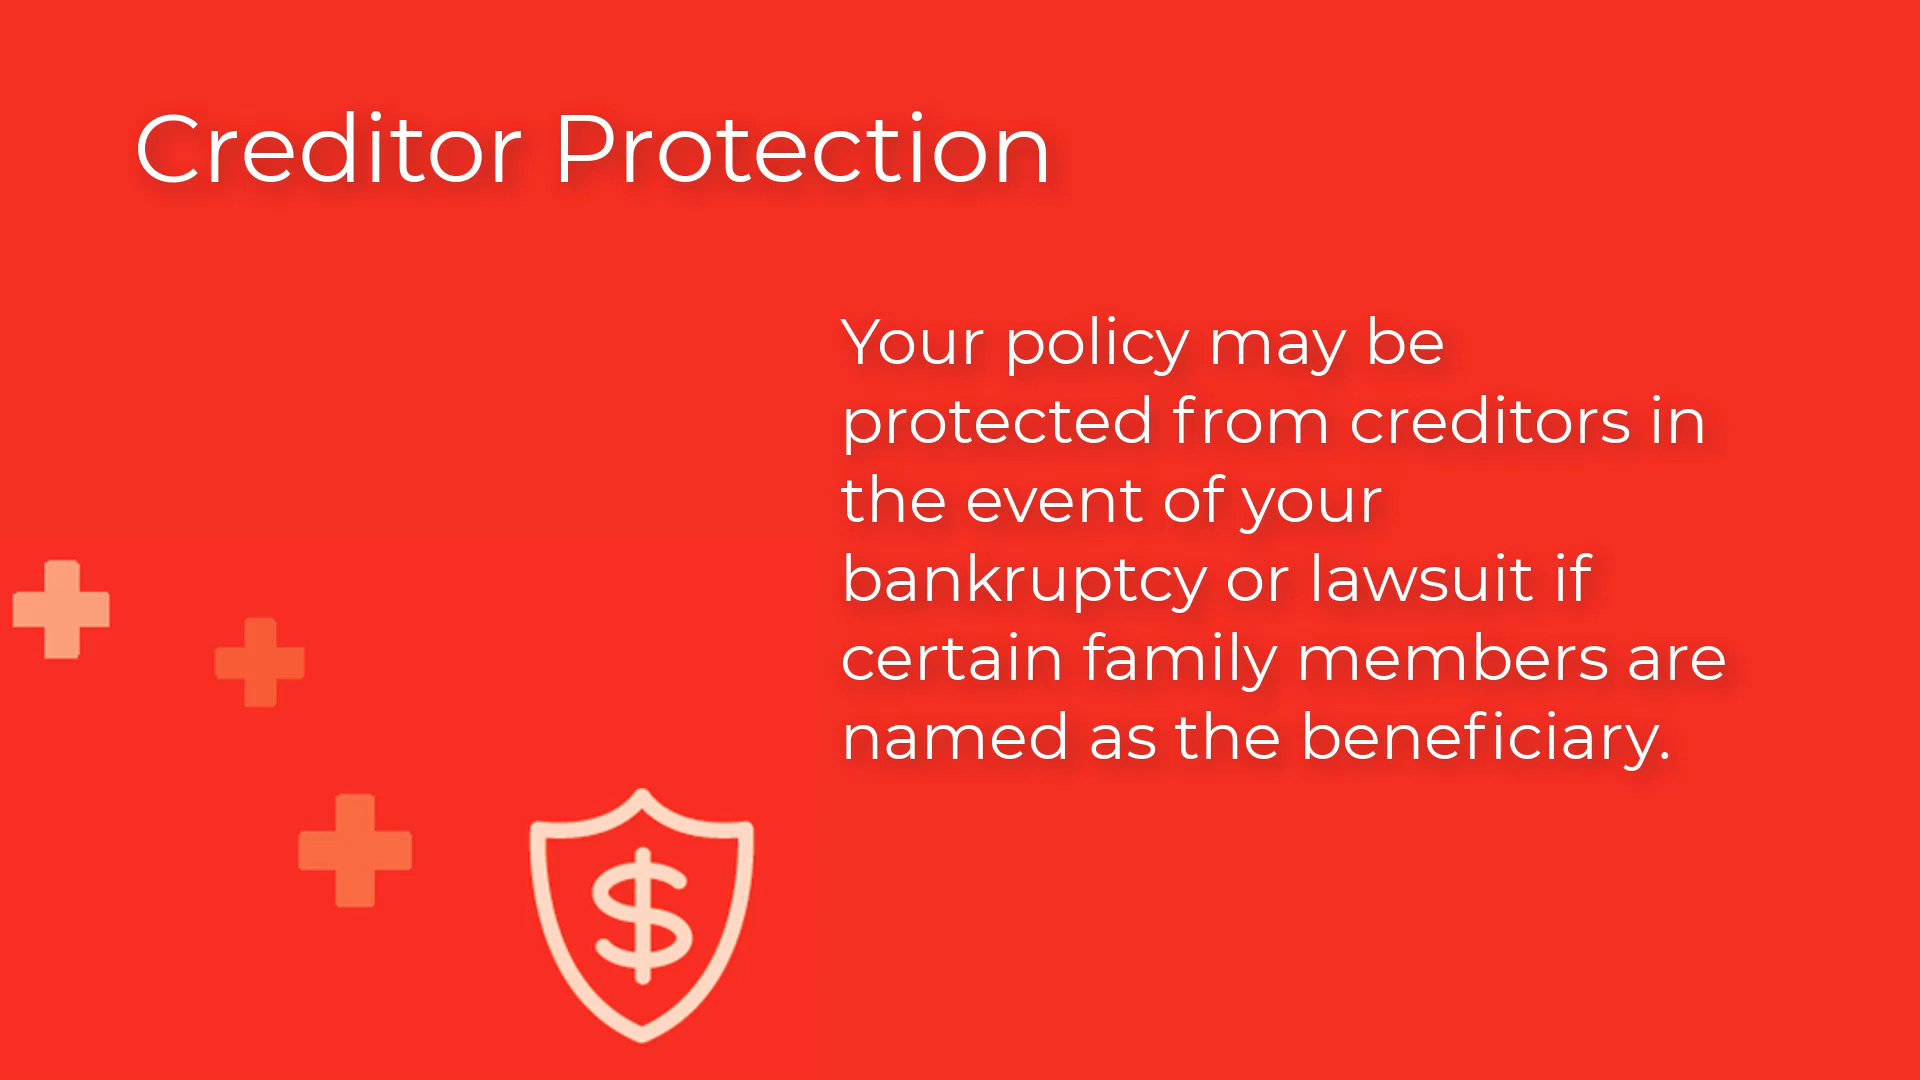 Creditor Protection
Your policy may be
protected from creditors in
the event of your
bankruptcy or lawsuit if
certain family members are
named as the beneficiary.
$